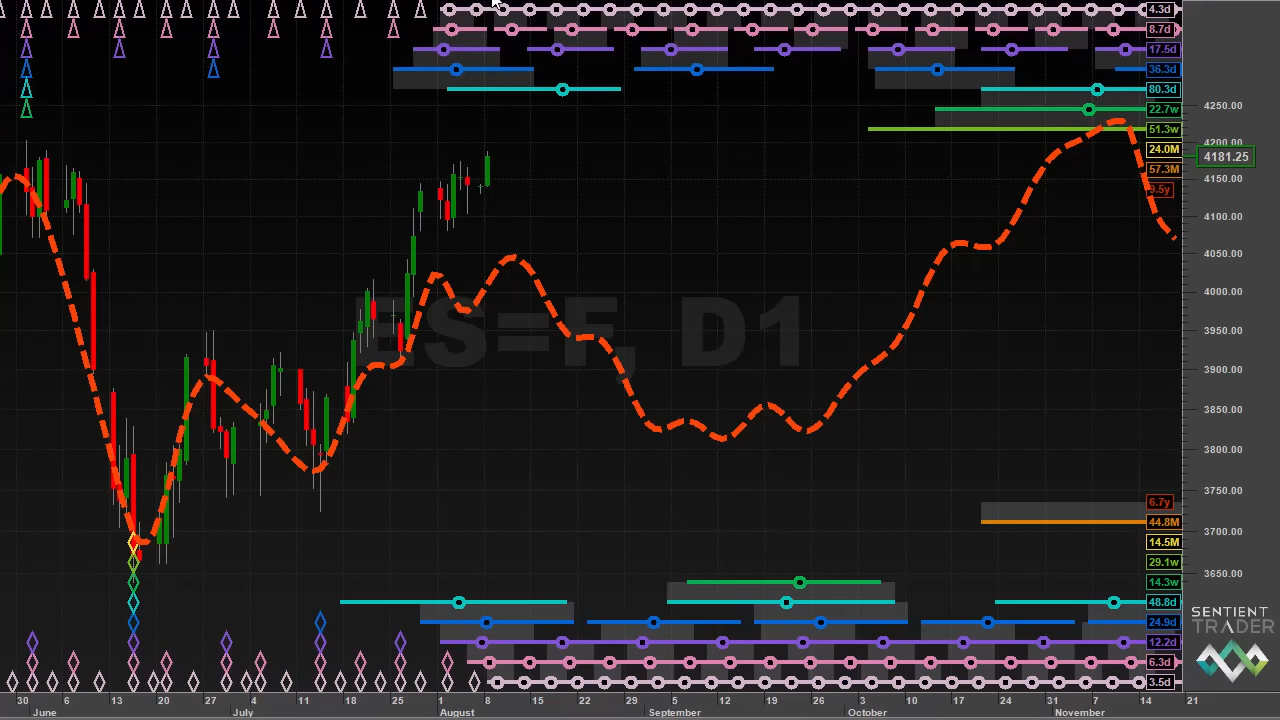 4.3d
8.7d
17.5d
36.3d
80.3d
22.7w
51.3w
24.0M
57.3M
9.5y
4250.00
4200.00
4181.25
4150.00
4100.00
4050.00
4000.00
3950.00
3900.00
3850.00
3800.00
3750.00
3700.00
3650.00
ES=F, D1
6.7y
44.8M
14.5M
29.1w
14.3w
48.8d
24.9d
12.2d
6.3d
3.5d
SENTIENT
TRADER
30 6 13 20 27 4 11 18 25 1 8 15 22 29 5 12 19 26 3 10 17 24 31 7 14 21
June July August September October November